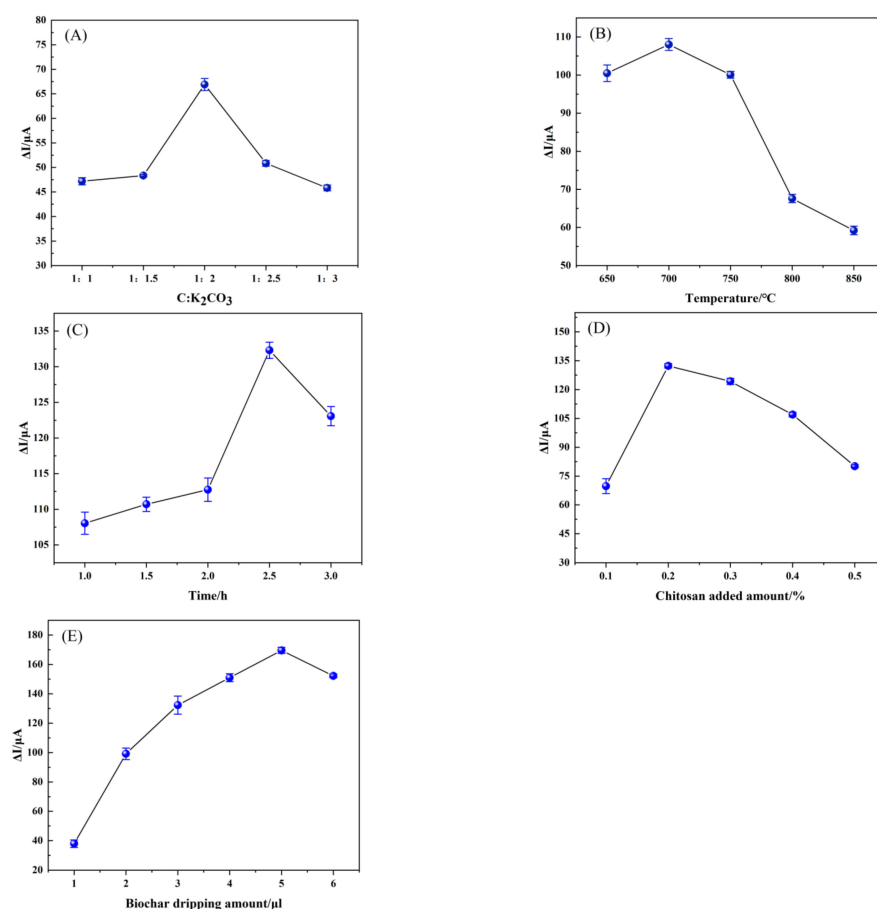 (A)
80
75
70
65
60
55
50
45
40
35
30
ΔI/μA
1：1 1：1.5 1：2 1：2.5 1：3
C:K₂CO₃
(B)
110
100
90
80
70
60
50
ΔI/μA
650 700 750 800 850
Temperature/°C
(C)
135
130
125
120
115
110
105
ΔI/μA
1.0 1.5 2.0 2.5 3.0
Time/h
(D)
150
135
120
105
90
75
60
45
30
ΔI/μA
0.1 0.2 0.3 0.4 0.5
Chitosan added amount/%
(E)
180
160
140
120
100
80
60
40
20
ΔI/μA
1 2 3 4 5 6
Biochar dripping amount/μl